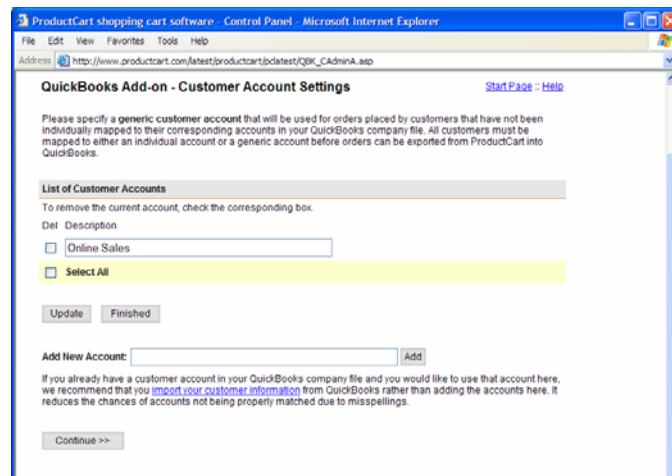 ProductCart shopping cart software - Control Panel - Microsoft Internet Explorer
File Edit View Favorites Tools Help
Address http://www.productcart.com/latest/productcart/pdatest/QBK_CAdminA.asp
QuickBooks Add-on - Customer Account Settings Start Page :: Help
Please specify a generic customer account that will be used for orders placed by customers that have not been
individually mapped to their corresponding accounts in your QuickBooks company file. All customers must be
mapped to either an individual account or a generic account before orders can be exported from ProductCart into
QuickBooks.
List of Customer Accounts
To remove the current account, check the corresponding box.
Del Description
Online Sales
Select All
Update Finished
Add New Account: Add
If you already have a customer account in your QuickBooks company file and you would like to use that account here,
we recommend that you import your customer information from QuickBooks rather than adding the accounts here. It
reduces the chances of accounts not being properly matched due to misspellings.
Continue >>